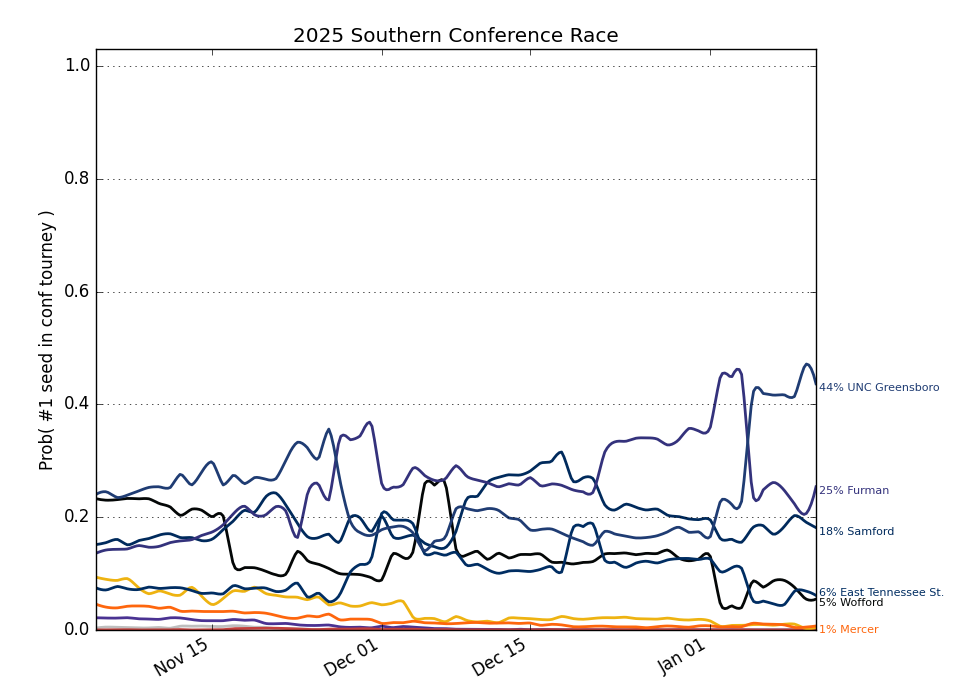 2025 Southern Conference Race
Prob( #1 seed in conf tourney )
1.0
0.8
0.6
0.4
0.2
0.0
Nov 15
Dec 01
Dec 15
Jan 01
44% UNC Greensboro
25% Furman
18% Samford
6% East Tennessee St.
5% Wofford
1% Mercer